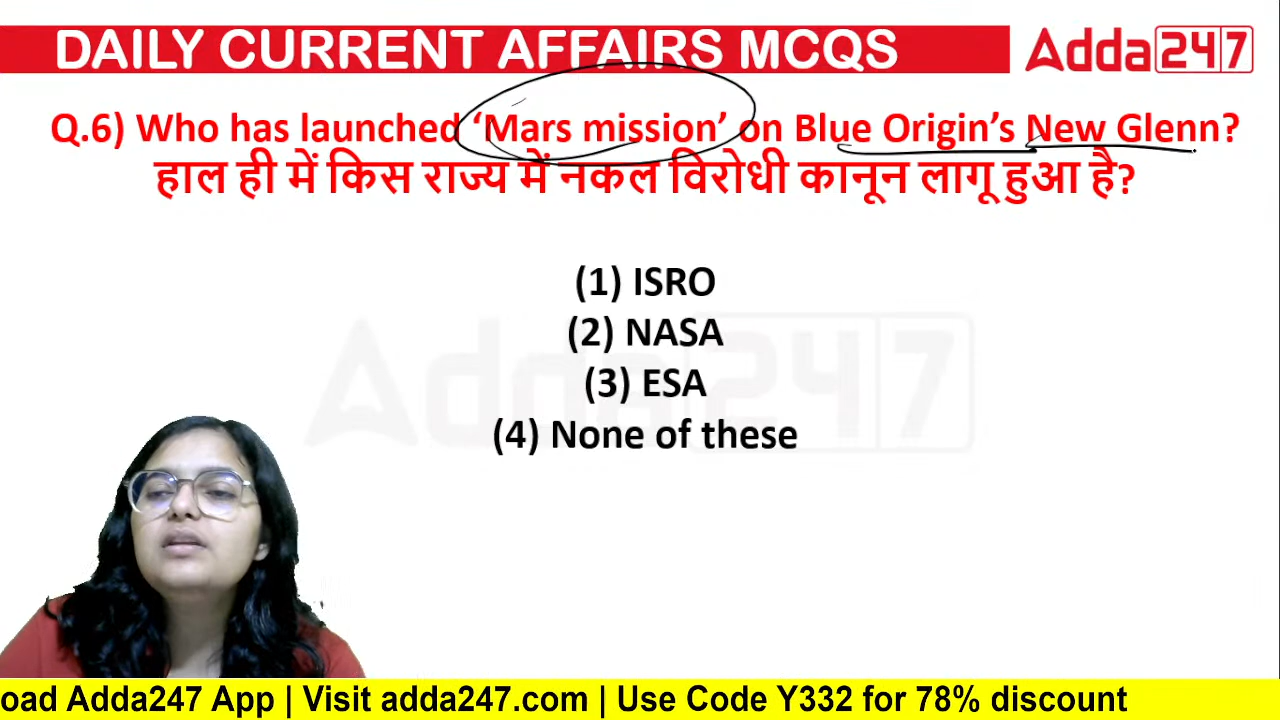 DAILY CURRENT AFFAIRS MCQS
Adda247
Q.6) Who has launched ‘Mars mission’ on Blue Origin’s New Glenn?
हाल ही में किस राज्य में नकल विरोधी कानून लागू हुआ है?
(1) ISRO
(2) NASA
(3) ESA
(4) None of these
Adda247
oad Adda247 App | Visit adda247.com | Use Code Y332 for 78% discount